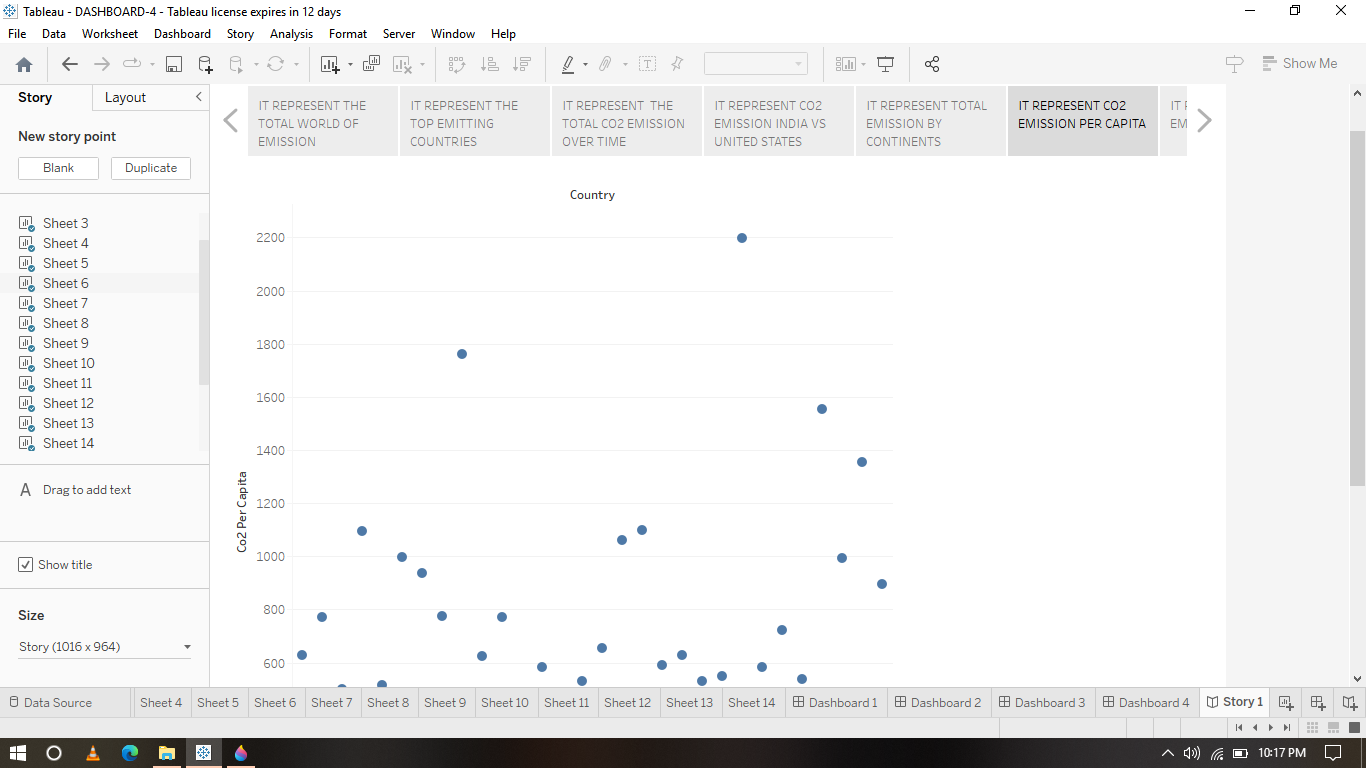 Tableau - DASHBOARD-4 - Tableau license expires in 12 days
File Data Worksheet Dashboard Story Analysis Format Server Window Help
Show Me
Story
Layout
New story point
Blank
Duplicate
Sheet 3
Sheet 4
Sheet 5
Sheet 6
Sheet 7
Sheet 8
Sheet 9
Sheet 10
Sheet 11
Sheet 12
Sheet 13
Sheet 14
A Drag to add text
Show title
Size
Story (1016 x 964)
IT REPRESENT THE
TOTAL WORLD OF
EMISSION
IT REPRESENT THE
TOP EMITTING
COUNTRIES
IT REPRESENT THE
TOTAL CO2 EMISSION
OVER TIME
IT REPRESENT CO2
EMISSION INDIA VS
UNITED STATES
IT REPRESENT TOTAL
EMISSION BY
CONTINENTS
IT REPRESENT CO2
EMISSION PER CAPITA
IT
EM
Country
2200
2000
1800
1600
1400
1200
1000
800
600
Co2 Per Capita
Data Source Sheet 4 Sheet 5 Sheet 6 Sheet 7 Sheet 8 Sheet 9 Sheet 10 Sheet 11 Sheet 12 Sheet 13 Sheet 14 Dashboard 1 Dashboard 2 Dashboard 3 Dashboard 4 Story 1
10:17 PM